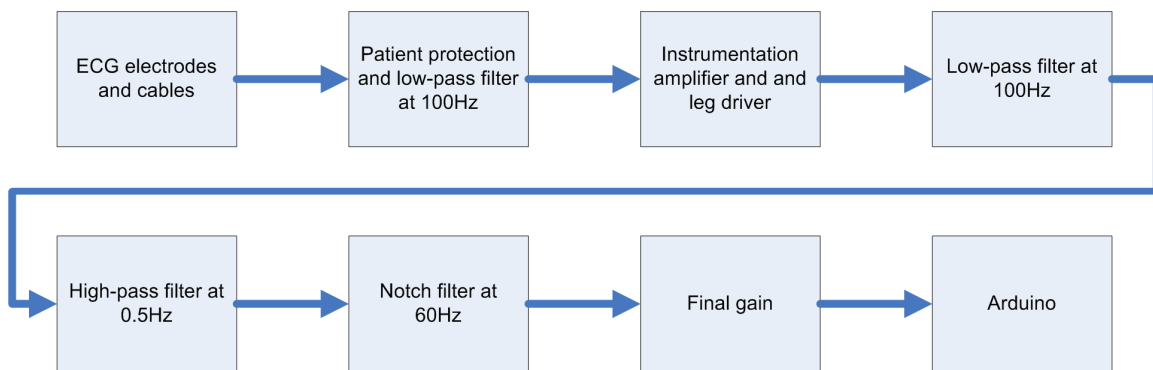 ECG electrodes
and cables
Patient protection
and low-pass filter
at 100Hz
Instrumentation
amplifier and and
leg driver
Low-pass filter at
100Hz
High-pass filter at
0.5Hz
Notch filter at
60Hz
Final gain
Arduino